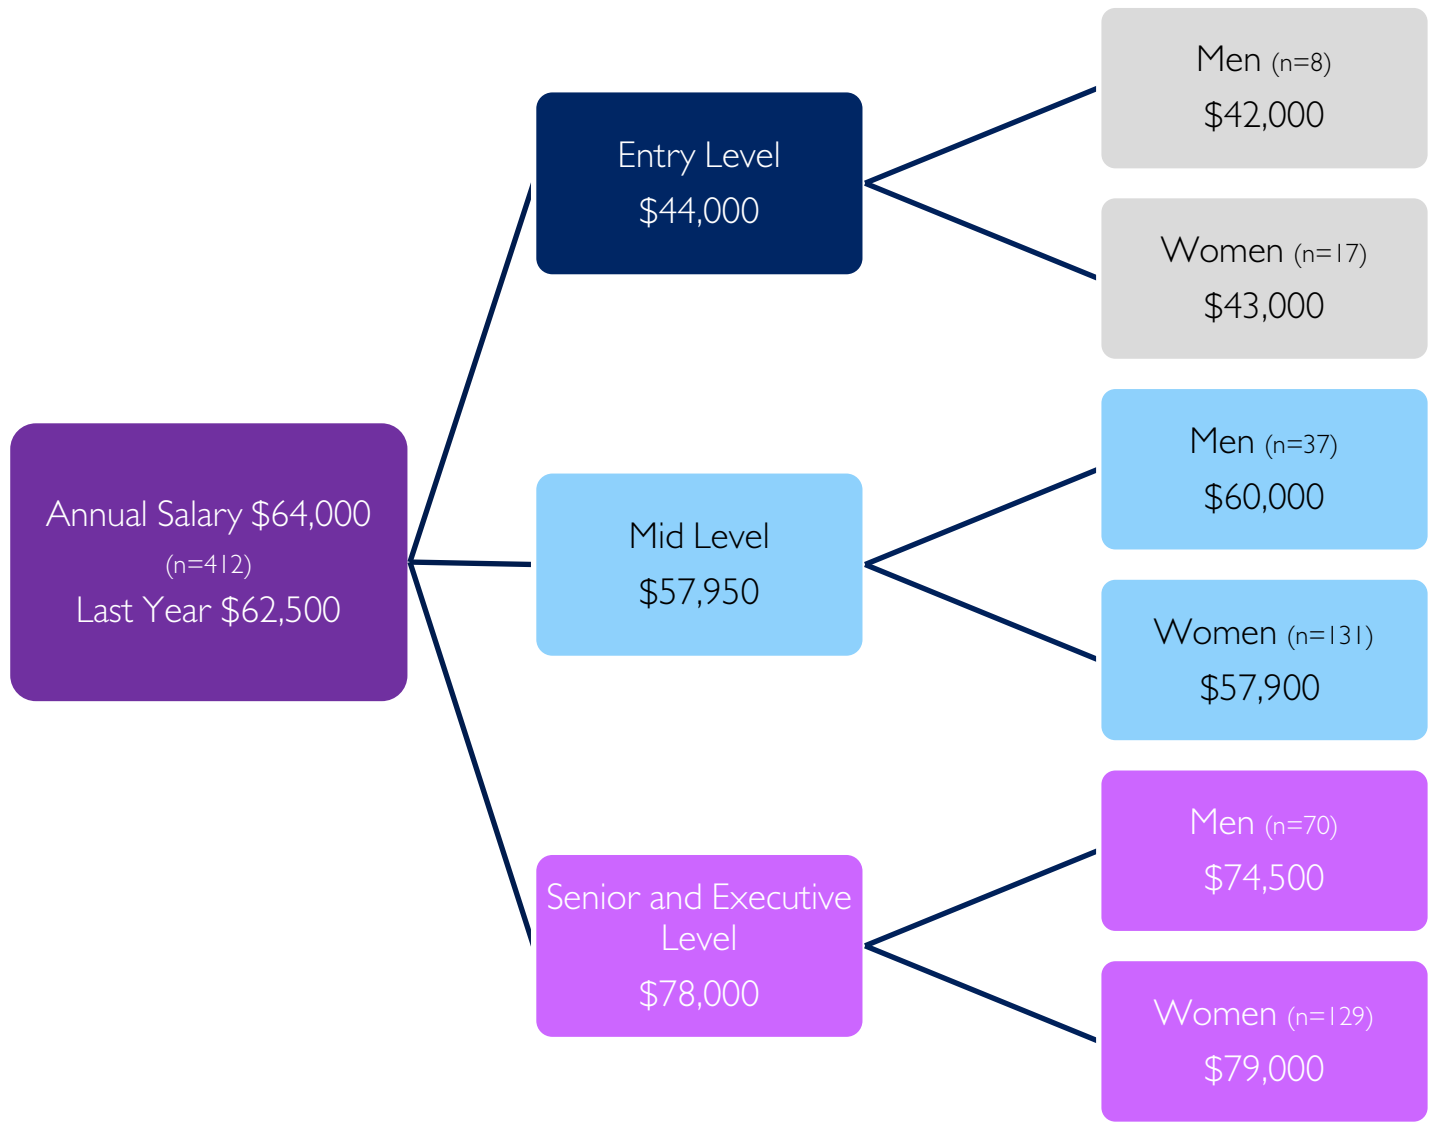 Annual Salary $64,000
(n=412)
Last Year $62,500
Entry Level
$44,000
Men (n=8)
$42,000
Women (n=17)
$43,000
Mid Level
$57,950
Men (n=37)
$60,000
Women (n=131)
$57,900
Senior and Executive
Level
$78,000
Men (n=70)
$74,500
Women (n=129)
$79,000